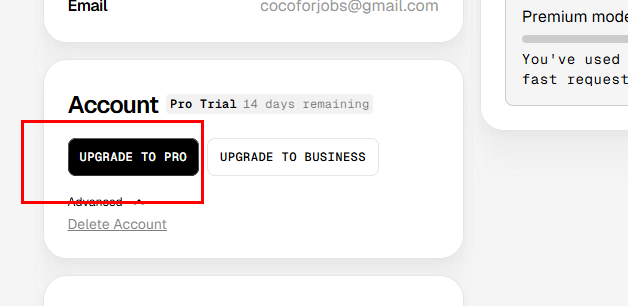 Email cocoforjobs@gmail.com
Account Pro Trial 14 days remaining
UPGRADE TO PRO UPGRADE TO BUSINESS
Advanced
Delete Account
Premium mode
You've used
fast request